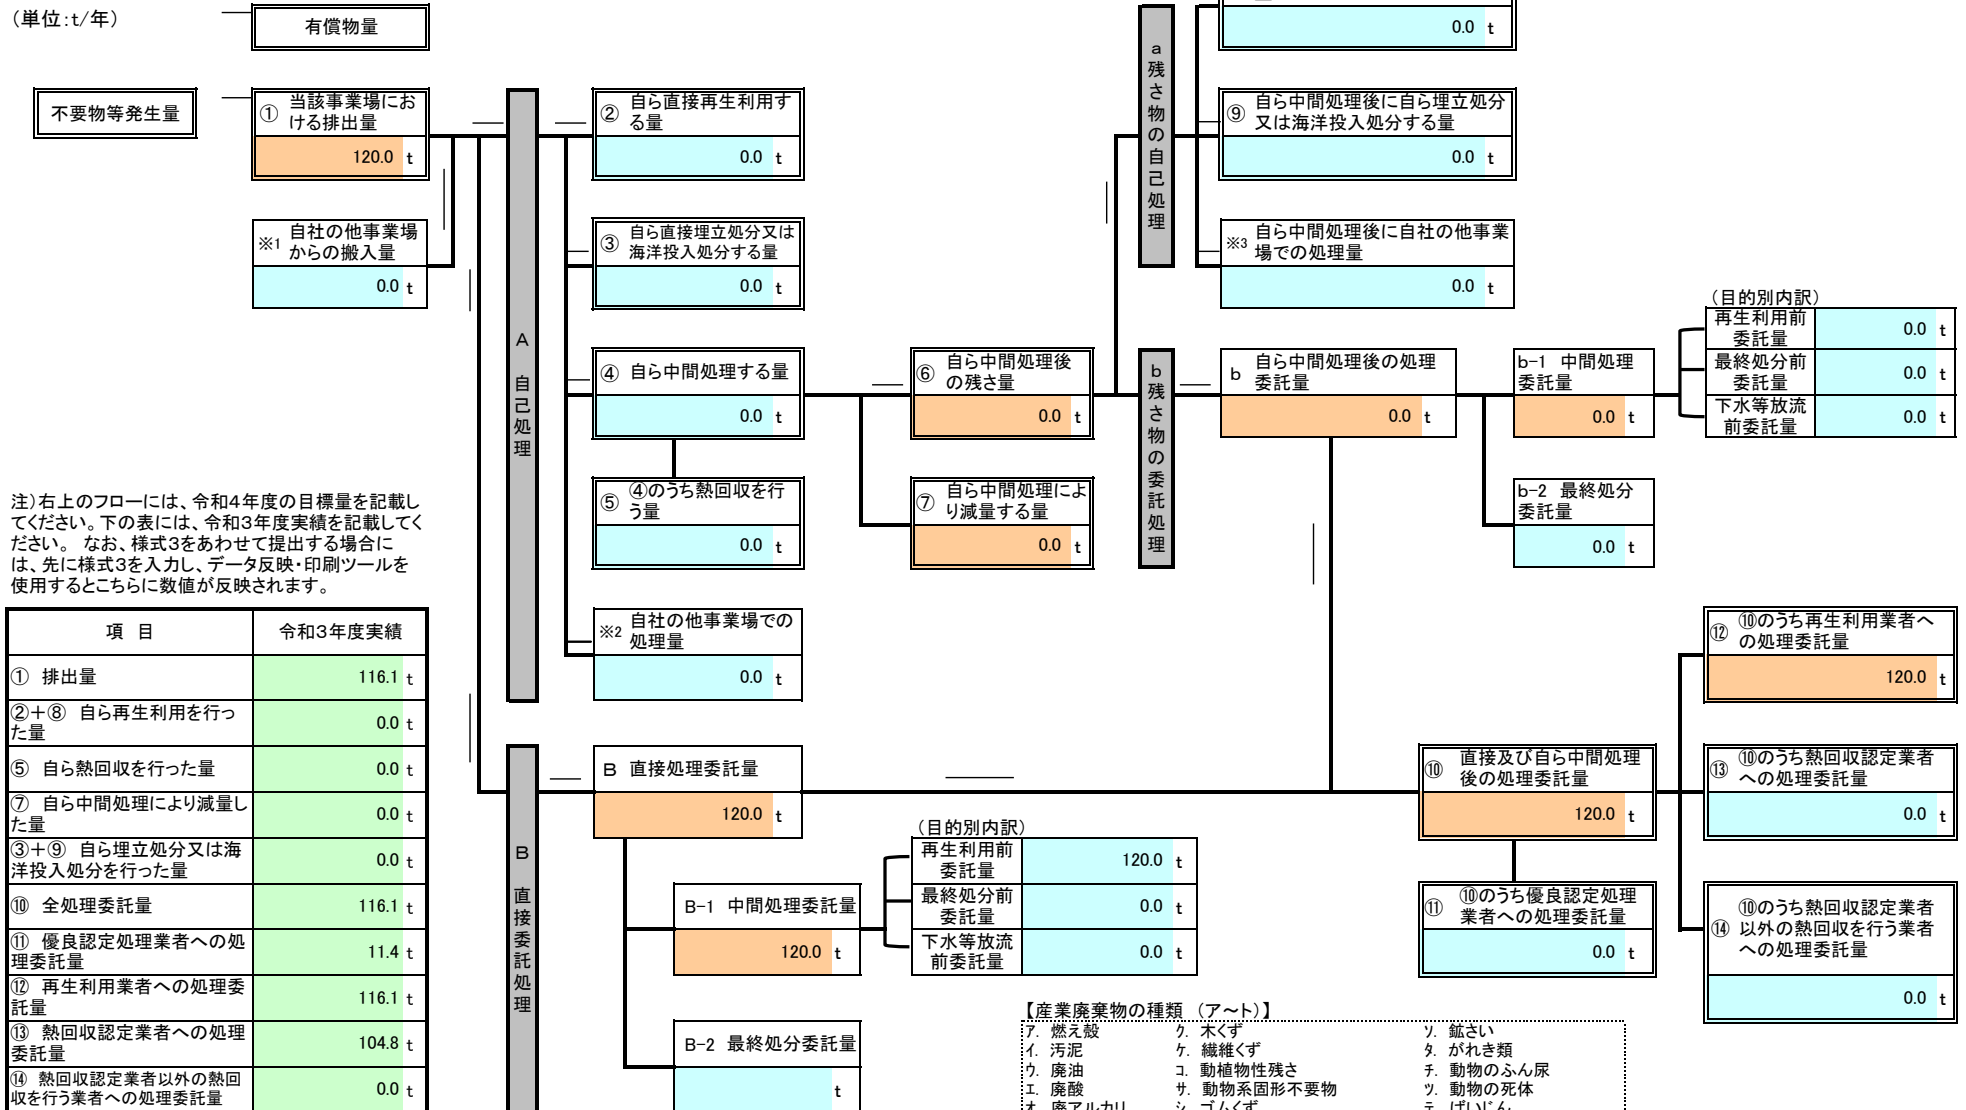 （単位:t/年）
有償物量
0.0 t
不要物等発生量
① 当該事業場にお
ける排出量
120.0 t
② 自ら直接再生利用す
る量
0.0 t
a 残さ物の自己処理
⑨ 自ら中間処理後に自ら埋立処分
又は海洋投入処分する量
0.0 t
※1 自社の他事業場
からの搬入量
0.0 t
③ 自ら直接埋立処分又は
海洋投入処分する量
0.0 t
※3 自ら中間処理後に自社の他事業
場での処理量
0.0 t
（目的別内訳）
再生利用前
委託量
0.0 t
最終処分前
委託量
0.0 t
下水等放流
前委託量
0.0 t
A 自己処理
④ 自ら中間処理する量
0.0 t
⑥ 自ら中間処理後
の残さ量
0.0 t
b 残さ物の委託処理
b 自ら中間処理後の処理
委託量
0.0 t
b-1 中間処理
委託量
0.0 t
⑤ ④のうち熱回収を行
う量
0.0 t
⑦ 自ら中間処理によ
り減量する量
0.0 t
b-2 最終処分
委託量
0.0 t
注）右上のフローには、令和4年度の目標量を記載し
てください。下の表には、令和3年度実績を記載してく
ださい。 なお、様式3をあわせて提出する場合に
は、先に様式3を入力し、データ反映・印刷ツールを
使用するとこちらに数値が反映されます。
※2 自社の他事業場での
処理量
0.0 t
⑫ ⑩のうち再生利用業者へ
の処理委託量
120.0 t
項 目 令和3年度実績
① 排出量 116.1 t
②＋⑧ 自ら再生利用を行っ
た量
0.0 t
⑤ 自ら熱回収を行った量 0.0 t
⑦ 自ら中間処理により減量し
た量
0.0 t
③＋⑨ 自ら埋立処分又は海
洋投入処分を行った量
0.0 t
⑩ 全処理委託量 116.1 t
⑪ 優良認定処理業者への処
理委託量
11.4 t
⑫ 再生利用業者への処理委
託量
116.1 t
⑬ 熱回収認定業者への処理
委託量
104.8 t
⑭ 熱回収認定業者以外の熱回
収を行う業者への処理委託量
0.0 t
B 直接委託処理
B 直接処理委託量
120.0 t
⑩ 直接及び自ら中間処理
後の処理委託量
120.0 t
⑬ ⑩のうち熱回収認定業者
への処理委託量
0.0 t
（目的別内訳）
再生利用前
委託量
120.0 t
最終処分前
委託量
0.0 t
下水等放流
前委託量
0.0 t
B-1 中間処理委託量
120.0 t
⑪ ⑩のうち優良認定処理
業者への処理委託量
0.0 t
⑭ ⑩のうち熱回収認定業者
以外の熱回収を行う業者
への処理委託量
0.0 t
B-2 最終処分委託量
t
【産業廃棄物の種類 （ア～ト）】
ｱ. 燃え殻 ｸ. 木くず ｿ. 鉱さい
ｲ. 汚泥 ｹ. 繊維くず ﾀ. がれき類
ｳ. 廃油 ｺ. 動植物性残さ ﾁ. 動物のふん尿
ｴ. 廃酸 ｻ. 動物系固形不要物 ﾂ. 動物の死体
ｵ. 廃アルカリ ｼ. ゴムくず ﾃ. ばいじん